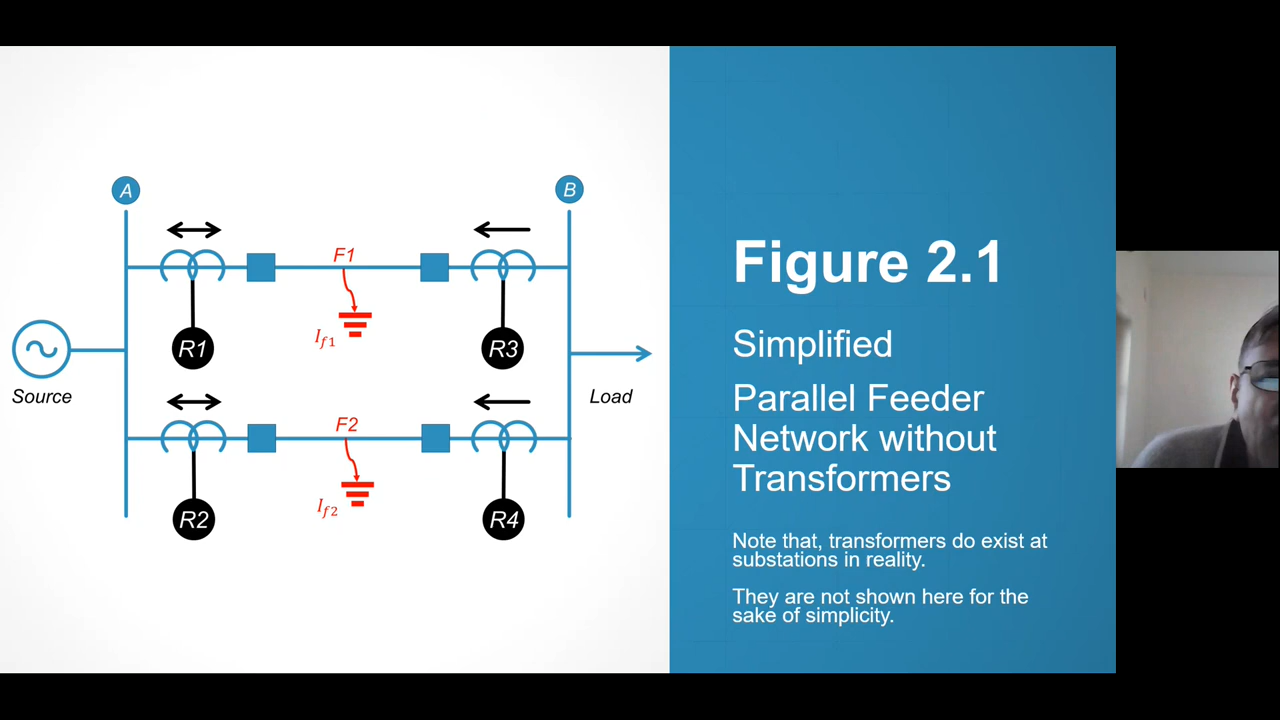 A
B
F1
I_f1
R1
R3
Source
Load
F2
I_f2
R2
R4
Figure 2.1
Simplified
Parallel Feeder
Network without
Transformers
Note that, transformers do exist at
substations in reality.
They are not shown here for the
sake of simplicity.